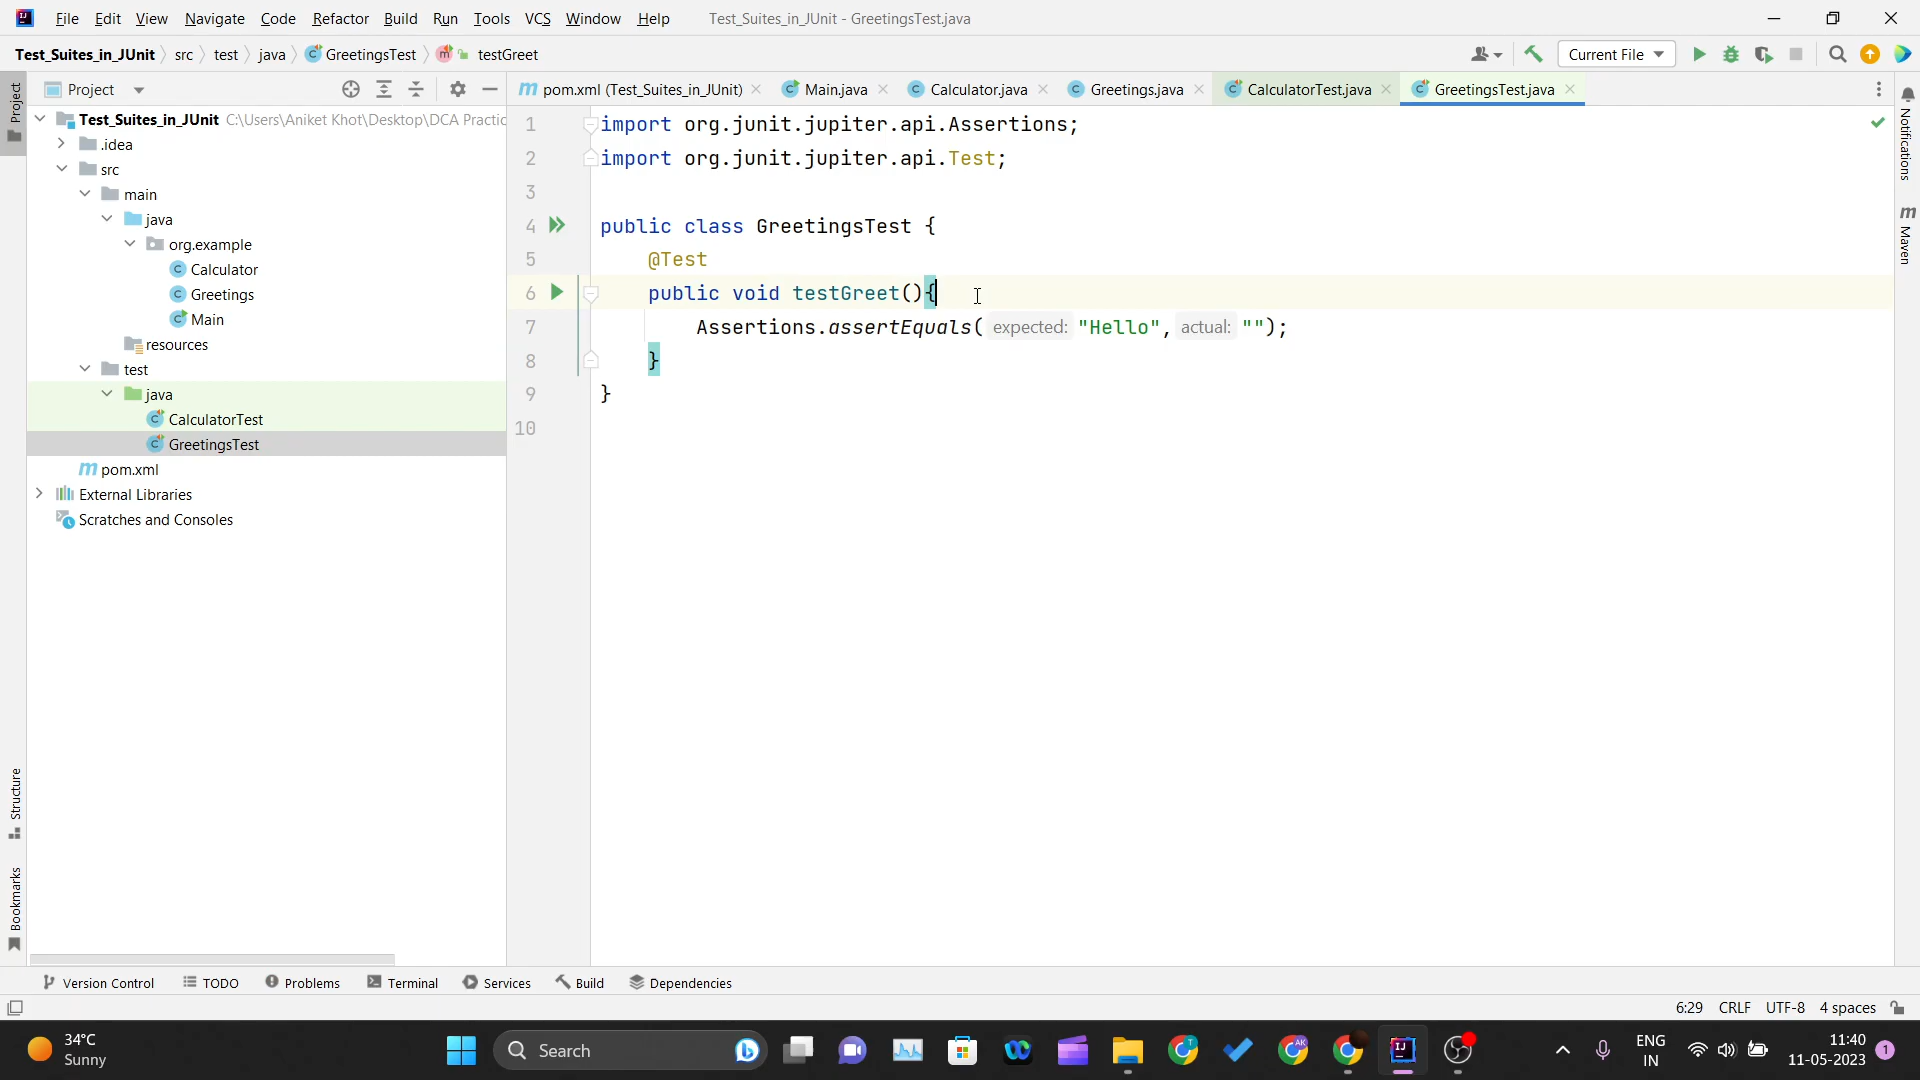 File Edit View Navigate Code Refactor Build Run Tools VCS Window Help Test_Suites_in_JUnit - GreetingsTest.java
Test_Suites_in_JUnit src test java GreetingsTest testGreet Current File
Project pom.xml (Test_Suites_in_JUnit) Main.java Calculator.java Greetings.java CalculatorTest.java GreetingsTest.java
Project
Notifications
Maven
Structure
Bookmarks
Test_Suites_in_JUnit C:\Users\Aniket Khot\Desktop\DCA Practic
.idea
src
main
java
org.example
Calculator
Greetings
Main
resources
test
java
CalculatorTest
GreetingsTest
pom.xml
External Libraries
Scratches and Consoles
1 import org.junit.jupiter.api.Assertions;
2 import org.junit.jupiter.api.Test;
3
4 public class GreetingsTest {
5 @Test
6 public void testGreet(){
7 Assertions.assertEquals( expected: "Hello", actual: "");
8 }
9 }
10
Version Control TODO Problems Terminal Services Build Dependencies
6:29 CRLF UTF-8 4 spaces
34°C
Sunny
Search
ENG
IN
11:40
11-05-2023
1